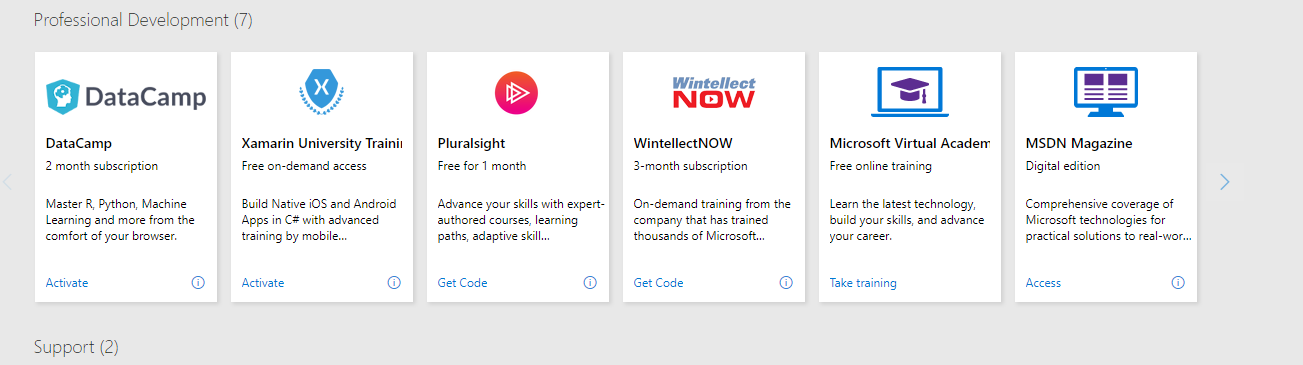 Professional Development (7)
DataCamp
DataCamp
2 month subscription
Master R, Python, Machine
Learning and more from the
comfort of your browser.
Activate
X
Xamarin University Traini
Free on-demand access
Build Native iOS and Android
Apps in C# with advanced
training by mobile...
Activate
Pluralsight
Free for 1 month
Advance your skills with expert-
authored courses, learning
paths, adaptive skill...
Get Code
Wintellect
NOW
WintellectNOW
3-month subscription
On-demand training from the
company that has trained
thousands of Microsoft...
Get Code
Microsoft Virtual Academ
Free online training
Learn the latest technology,
build your skills, and advance
your career.
Take training
MSDN Magazine
Digital edition
Comprehensive coverage of
Microsoft technologies for
practical solutions to real-wor...
Access
Support (2)